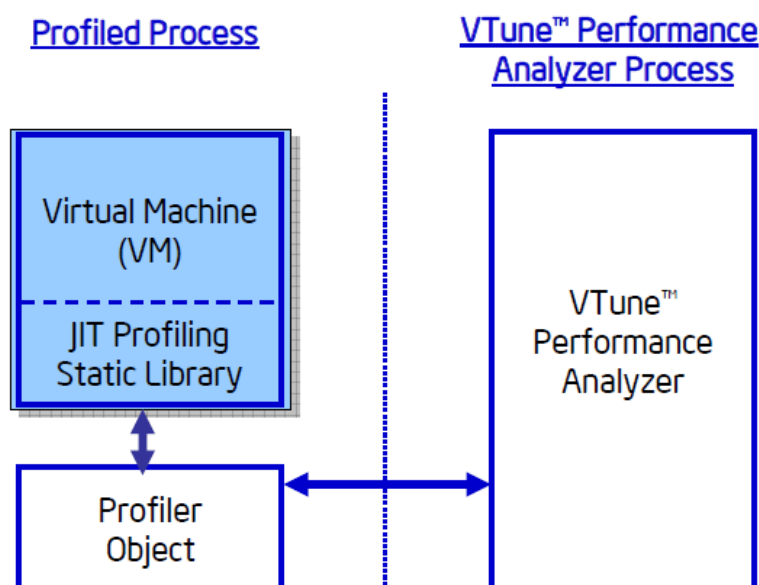 Profiled Process
VTune™ Performance
Analyzer Process
Virtual Machine
(VM)
JIT Profiling
Static Library
Profiler
Object
VTune™
Performance
Analyzer